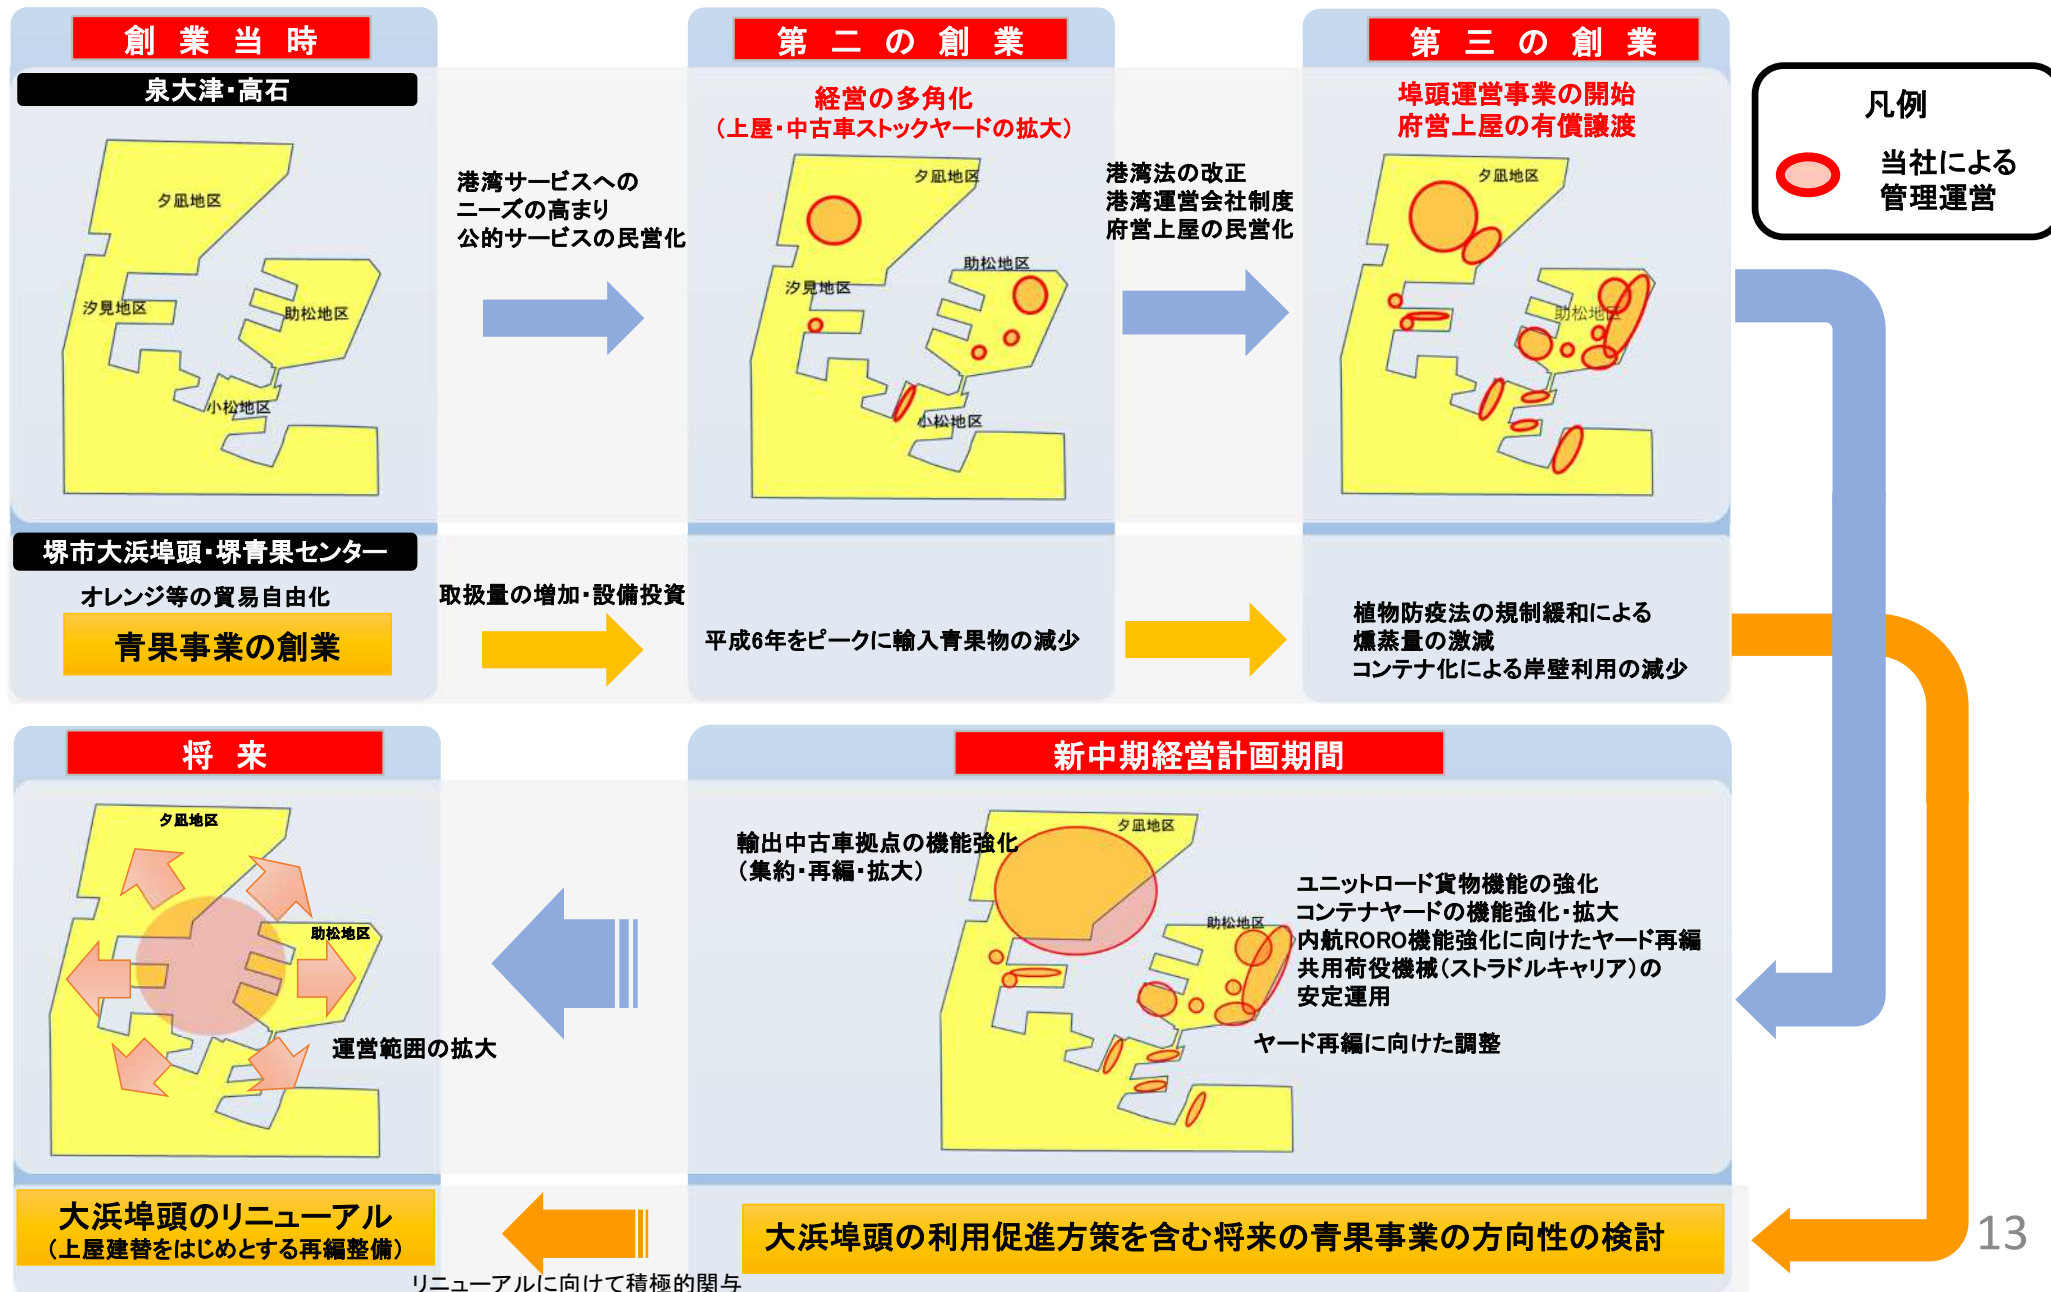 創業当時
泉大津・高石
夕凪地区
汐見地区
助松地区
小松地区
港湾サービスへの
ニーズの高まり
公的サービスの民営化
第二の創業
経営の多角化
（上屋・中古車ストックヤードの拡大）
夕凪地区
助松地区
汐見地区
小松地区
港湾法の改正
港湾運営会社制度
府営上屋の民営化
第三の創業
埠頭運営事業の開始
府営上屋の有償譲渡
夕凪地区
助松地区
凡例
当社による
管理運営
堺市大浜埠頭・堺青果センター
オレンジ等の貿易自由化
青果事業の創業
取扱量の増加・設備投資
平成6年をピークに輸入青果物の減少
植物防疫法の規制緩和による
燻蒸量の激減
コンテナ化による岸壁利用の減少
将来
夕凪地区
助松地区
運営範囲の拡大
新中期経営計画期間
輸出中古車拠点の機能強化
（集約・再編・拡大）
夕凪地区
助松地区
ユニットロード貨物機能の強化
コンテナヤードの機能強化・拡大
内航RORO機能強化に向けたヤード再編
共用荷役機械（ストラドルキャリア）の
安定運用
ヤード再編に向けた調整
大浜埠頭のリニューアル
（上屋建替をはじめとする再編整備）
リニューアルに向けて積極的関与
大浜埠頭の利用促進方策を含む将来の青果事業の方向性の検討
13